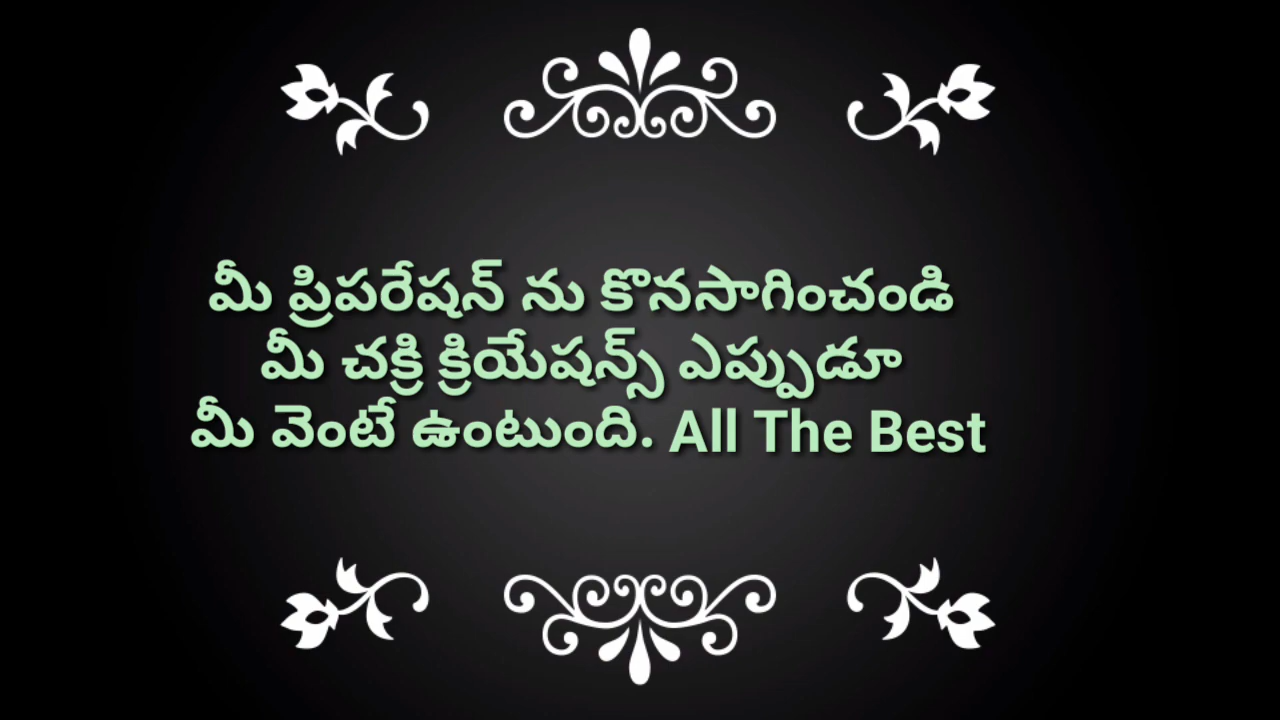 మీ ప్రిపరేషన్ ను కొనసాగించండి
మీ చక్రి క్రియేషన్స్ ఎప్పుడూ
మీ వెంటే ఉంటుంది. All The Best